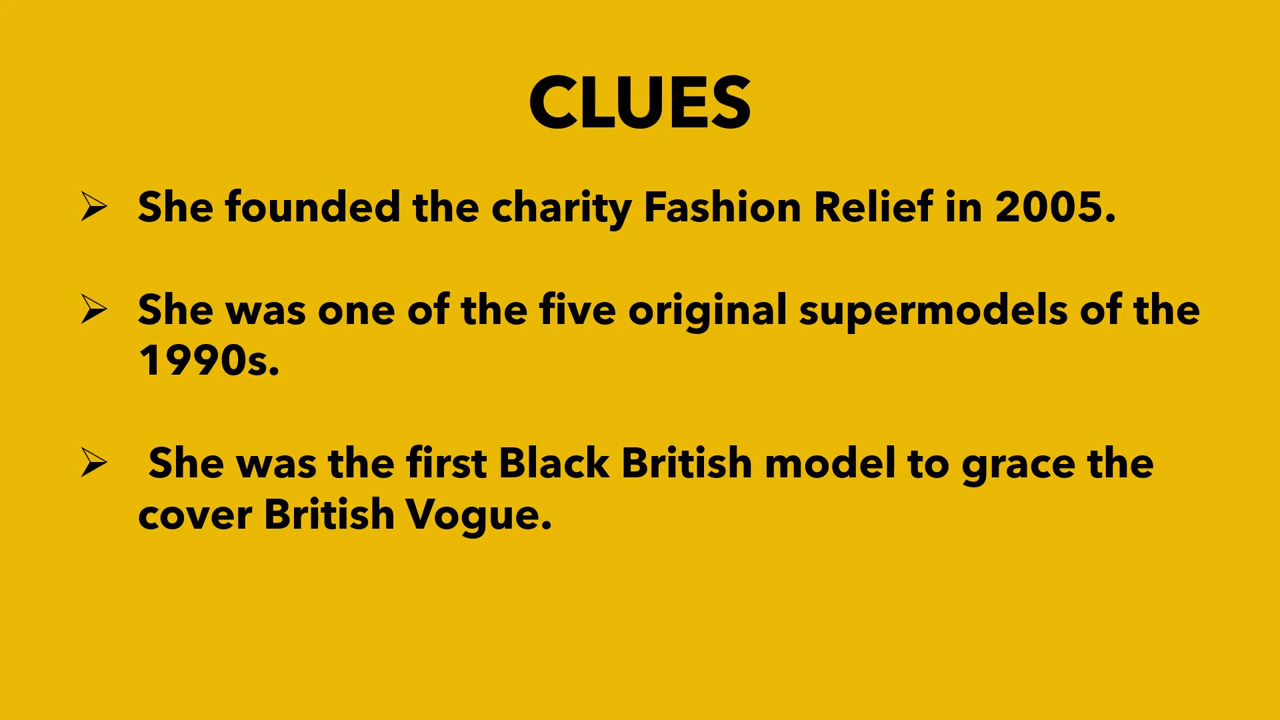 CLUES
➢ She founded the charity Fashion Relief in 2005.
➢ She was one of the five original supermodels of the
1990s.
➢ She was the first Black British model to grace the
cover British Vogue.